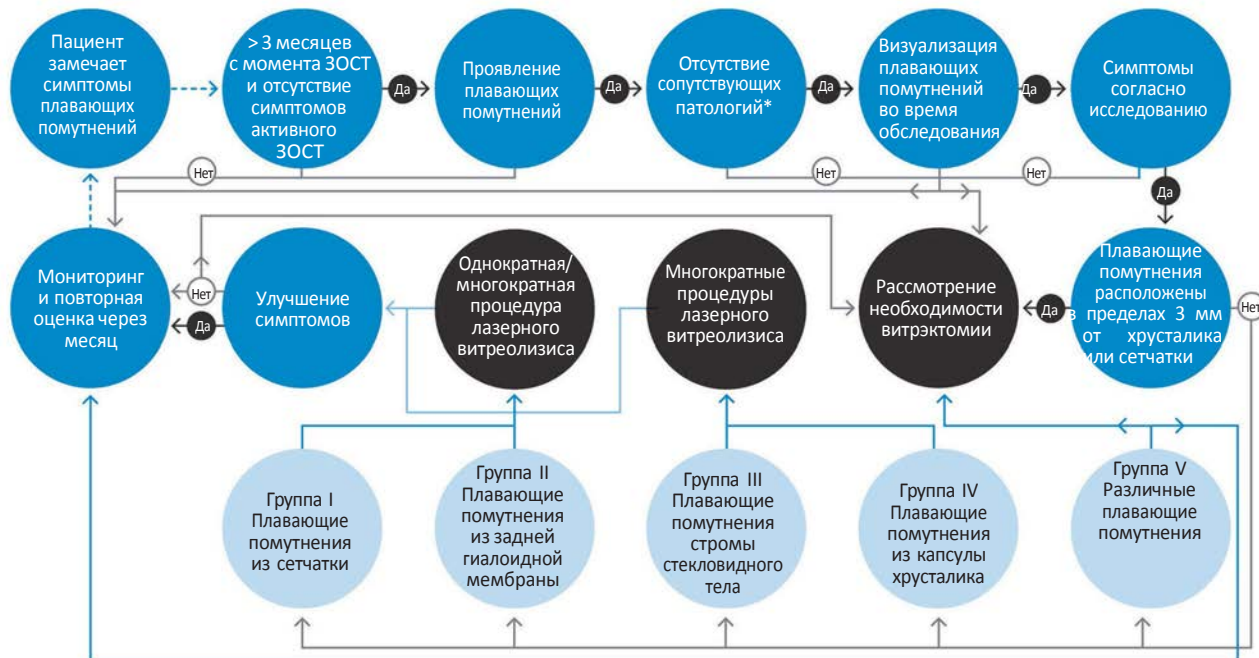 Пациент
замечает
симптомы
плавающих
помутнений
> 3 месяцев
с момента ЗОСТ
и отсутствие
симптомов
активного
ЗОСТ
Да
Проявление
плавающих
помутнений
Да
Отсутствие
сопутствующих
патологий*
Да
Визуализация
плавающих
помутнений
во время
обследования
Да
Симптомы
согласно
исследованию
Нет
Нет
Нет
Да
Мониторинг
и повторная
оценка через
месяц
Нет
Да
Улучшение
симптомов
Однократная/
многократная
процедура
лазерного
витреолизиса
Многократные
процедуры
лазерного
витреолизиса
Рассмотрение
необходимости
витрэктомии
Да
Плавающие
помутнения
расположены
в пределах 3 мм
от хрусталика
или сетчатки
Нет
Группа I
Плавающие
помутнения
из сетчатки
Группа II
Плавающие
помутнения
из задней
гиалоидной
мембраны
Группа III
Плавающие
помутнения
стромы
стекловидного
тела
Группа IV
Плавающие
помутнения
из капсулы
хрусталика
Группа V
Различные
плавающие
помутнения